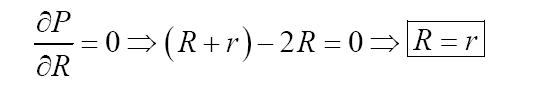 ∂P/∂R = 0 ⇒ (R + r) − 2R = 0 ⇒ R = r